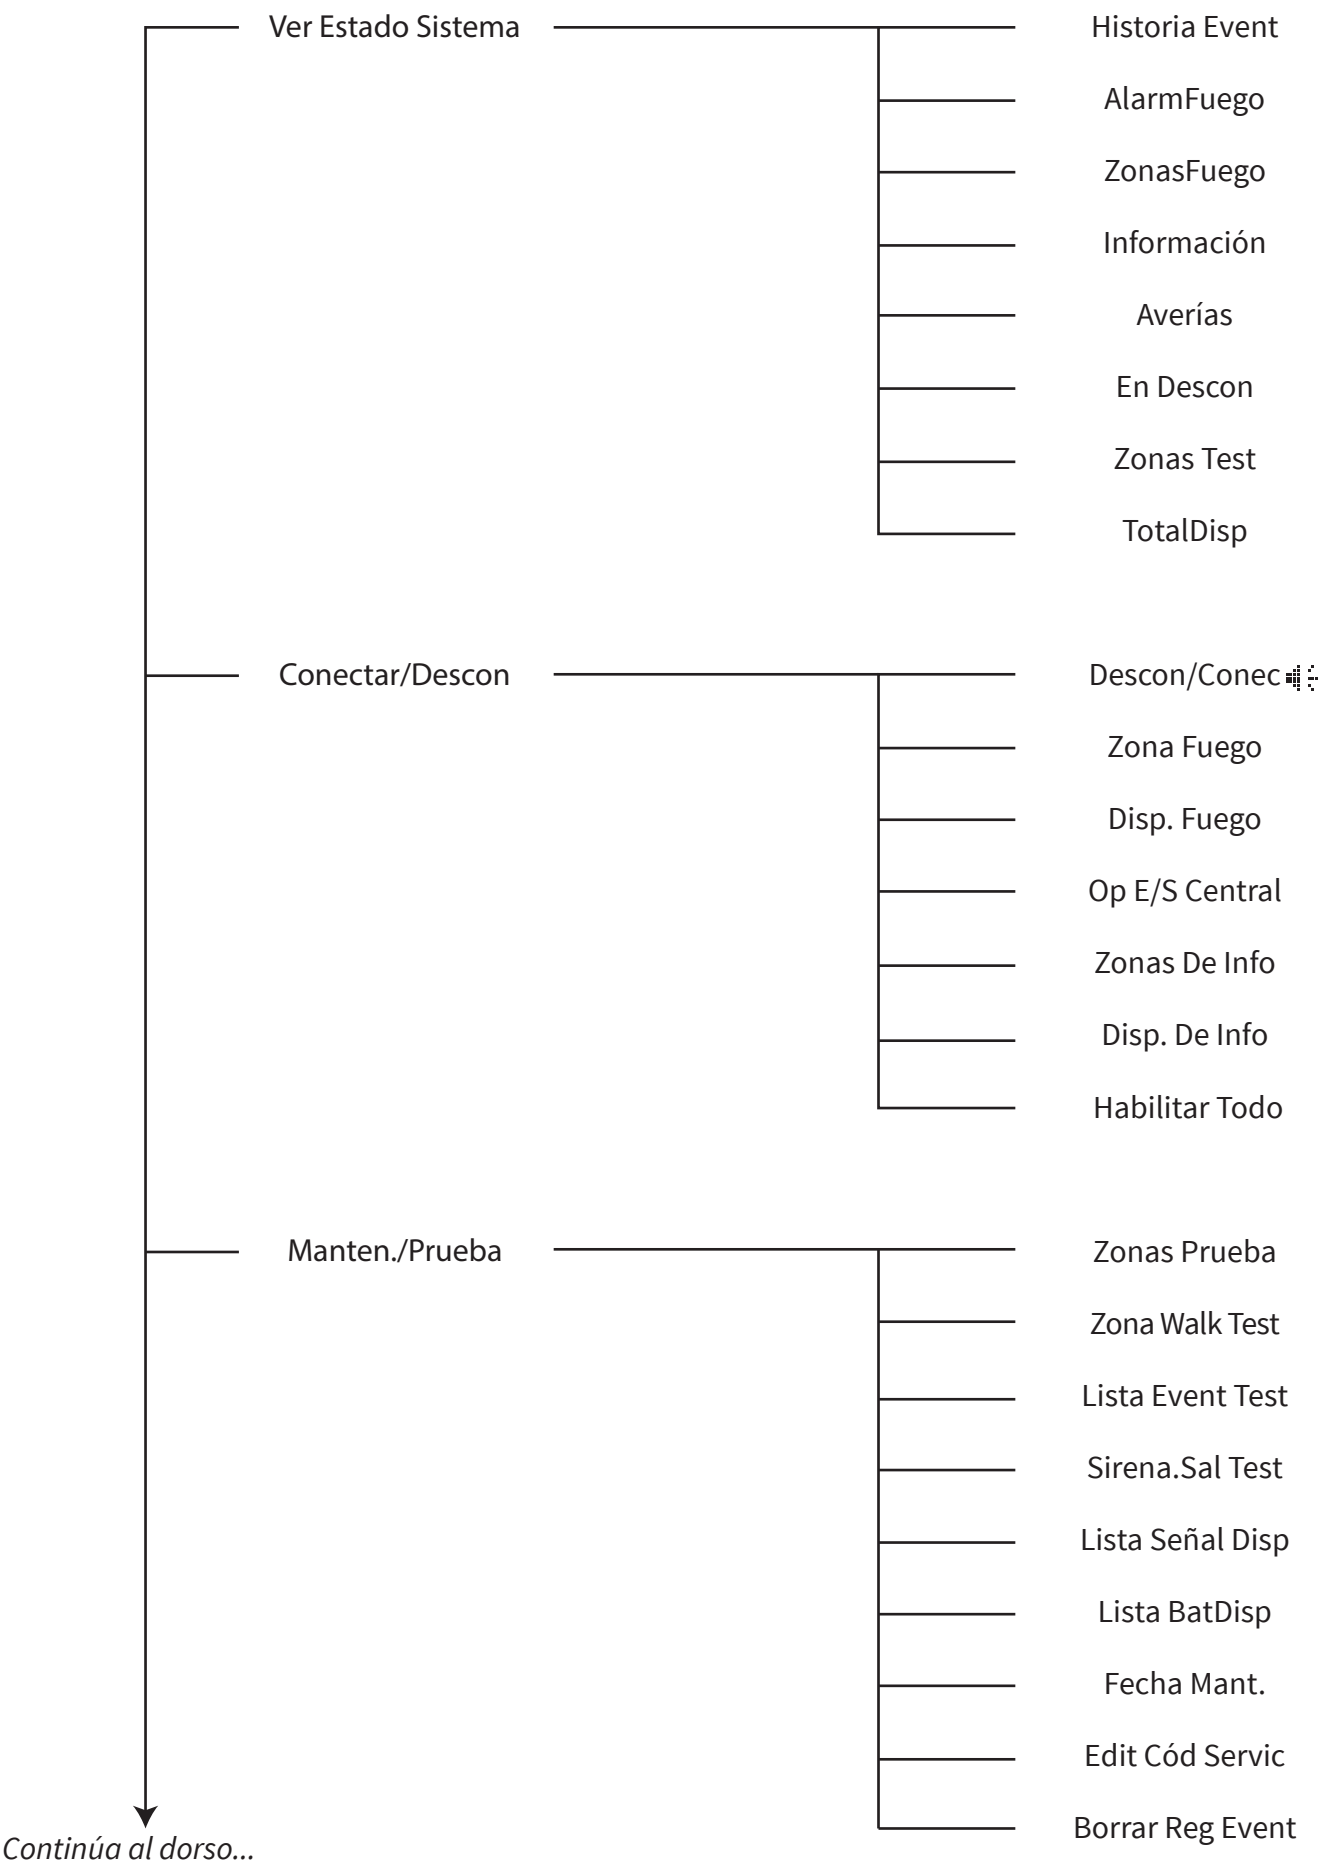 Ver Estado Sistema
Historia Event
AlarmFuego
ZonasFuego
Información
Averías
En Descon
Zonas Test
TotalDisp
Conectar/Descon
Descon/Conec
Zona Fuego
Disp. Fuego
Op E/S Central
Zonas De Info
Disp. De Info
Habilitar Todo
Manten./Prueba
Zonas Prueba
Zona Walk Test
Lista Event Test
Sirena.Sal Test
Lista Señal Disp
Lista BatDisp
Fecha Mant.
Edit Cód Servic
Borrar Reg Event
Continúa al dorso...